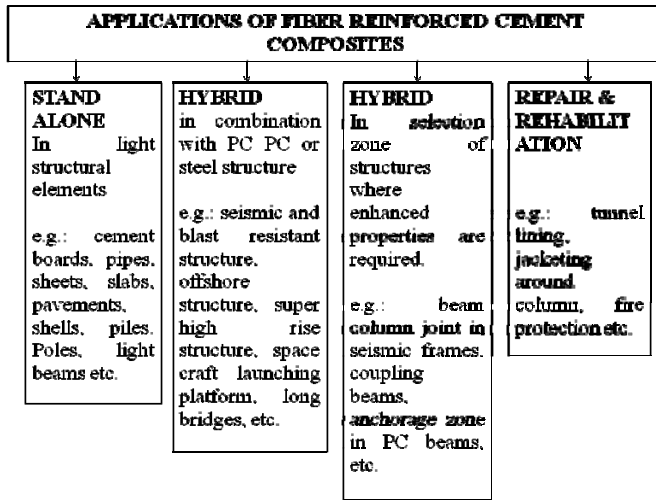 APPLICATIONS OF FIBER REINFORCED CEMENT
COMPOSITES
STAND
ALONE
In light
structural
elements
e.g.: cement
boards, pipes,
sheets, slabs,
pavements,
shells, piles.
Poles, light
beams etc.
HYBRID
in combination
with PC PC or
steel structure
e.g.: seismic and
blast resistant
structure,
offshore
structure, super
high rise
structure, space
craft launching
platform, long
bridges, etc.
HYBRID
In selection
zone of
structures
where
enhanced
properties are
required.
e.g.: beam
column joint in
seismic frames.
coupling
beams,
anchorage zone
in PC beams,
etc.
REPAIR &
REHABILIT
ATION
e.g.: tunnel
lining,
jacketing
around
column, fire
protection etc.